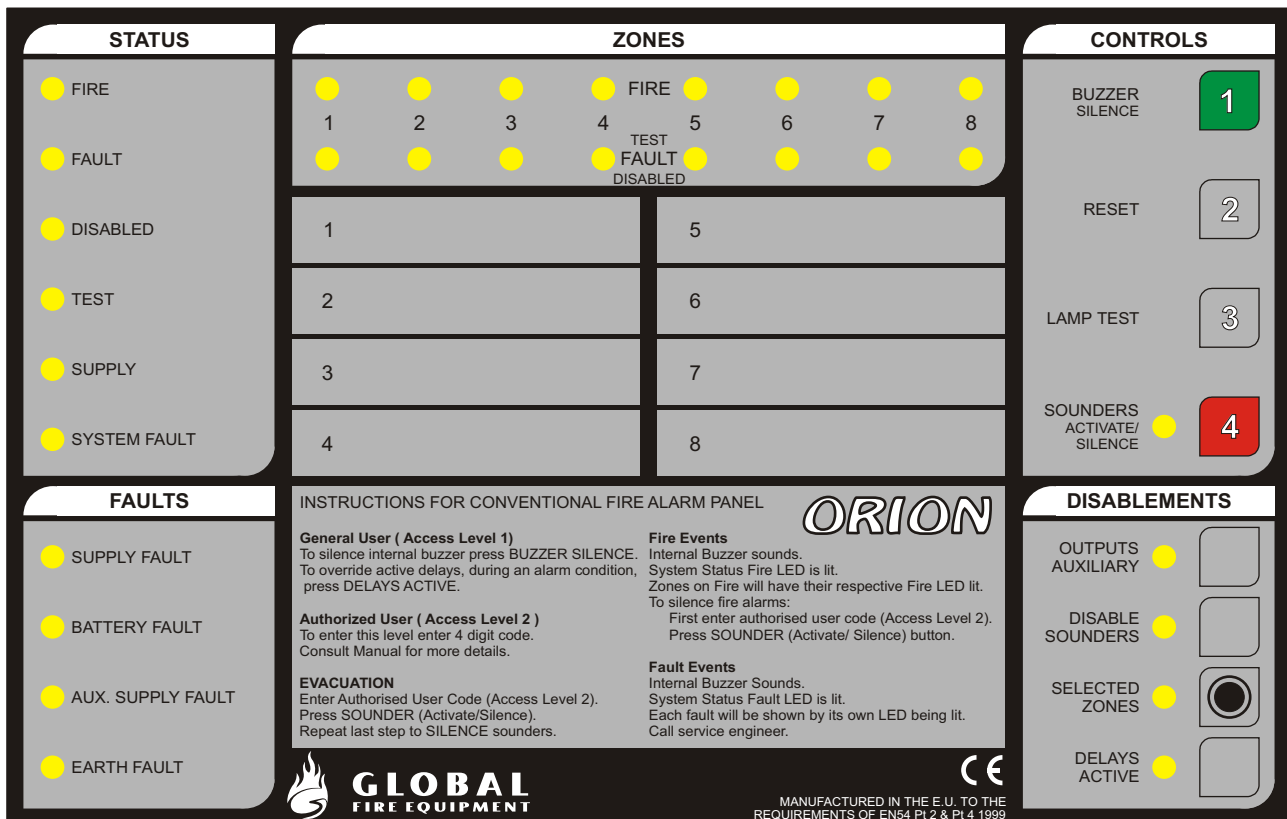 STATUS
FIRE
FAULT
DISABLED
TEST
SUPPLY
SYSTEM FAULT
FAULTS
SUPPLY FAULT
BATTERY FAULT
AUX. SUPPLY FAULT
EARTH FAULT
ZONES
FIRE
1 2 3 4 5 6 7 8
TEST
FAULT
DISABLED
1
2
3
4
5
6
7
8
INSTRUCTIONS FOR CONVENTIONAL FIRE ALARM PANEL
ORION
General User ( Access Level 1)
To silence internal buzzer press BUZZER SILENCE.
To override active delays, during an alarm condition,
press DELAYS ACTIVE.
Authorized User ( Access Level 2 )
To enter this level enter 4 digit code.
Consult Manual for more details.
EVACUATION
Enter Authorised User Code (Access Level 2).
Press SOUNDER (Activate/Silence).
Repeat last step to SILENCE sounders.
Fire Events
Internal Buzzer sounds.
System Status Fire LED is lit.
Zones on Fire will have their respective Fire LED lit.
To silence fire alarms:
First enter authorised user code (Access Level 2).
Press SOUNDER (Activate/ Silence) button.
Fault Events
Internal Buzzer Sounds.
System Status Fault LED is lit.
Each fault will be shown by its own LED being lit.
Call service engineer.
GLOBAL
FIRE EQUIPMENT
CE
MANUFACTURED IN THE E.U. TO THE
REQUIREMENTS OF EN54 Pt 2 & Pt 4 1999
CONTROLS
BUZZER
SILENCE
1
RESET
2
LAMP TEST
3
SOUNDERS
ACTIVATE/
SILENCE
4
DISABLEMENTS
OUTPUTS
AUXILIARY
DISABLE
SOUNDERS
SELECTED
ZONES
DELAYS
ACTIVE